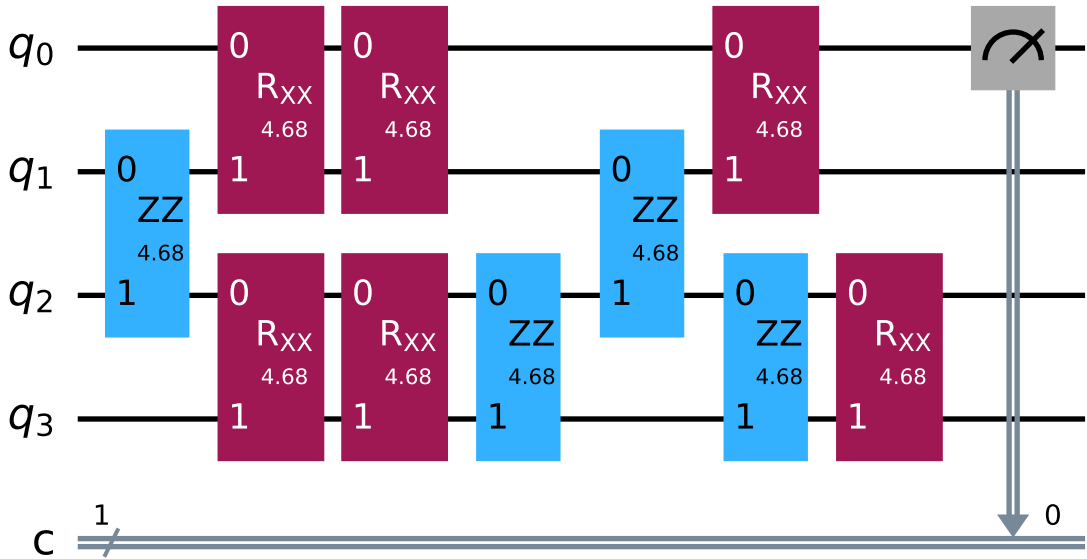 q0
0 0 0
RXX RXX RXX
4.68 4.68 4.68
q1
0 1 1 0 1
ZZ ZZ
4.68 4.68
q2
1 0 0 0 1 0 0
RXX RXX ZZ ZZ RXX
4.68 4.68 4.68 4.68 4.68
q3
1 1 1 1 1
1 0
c